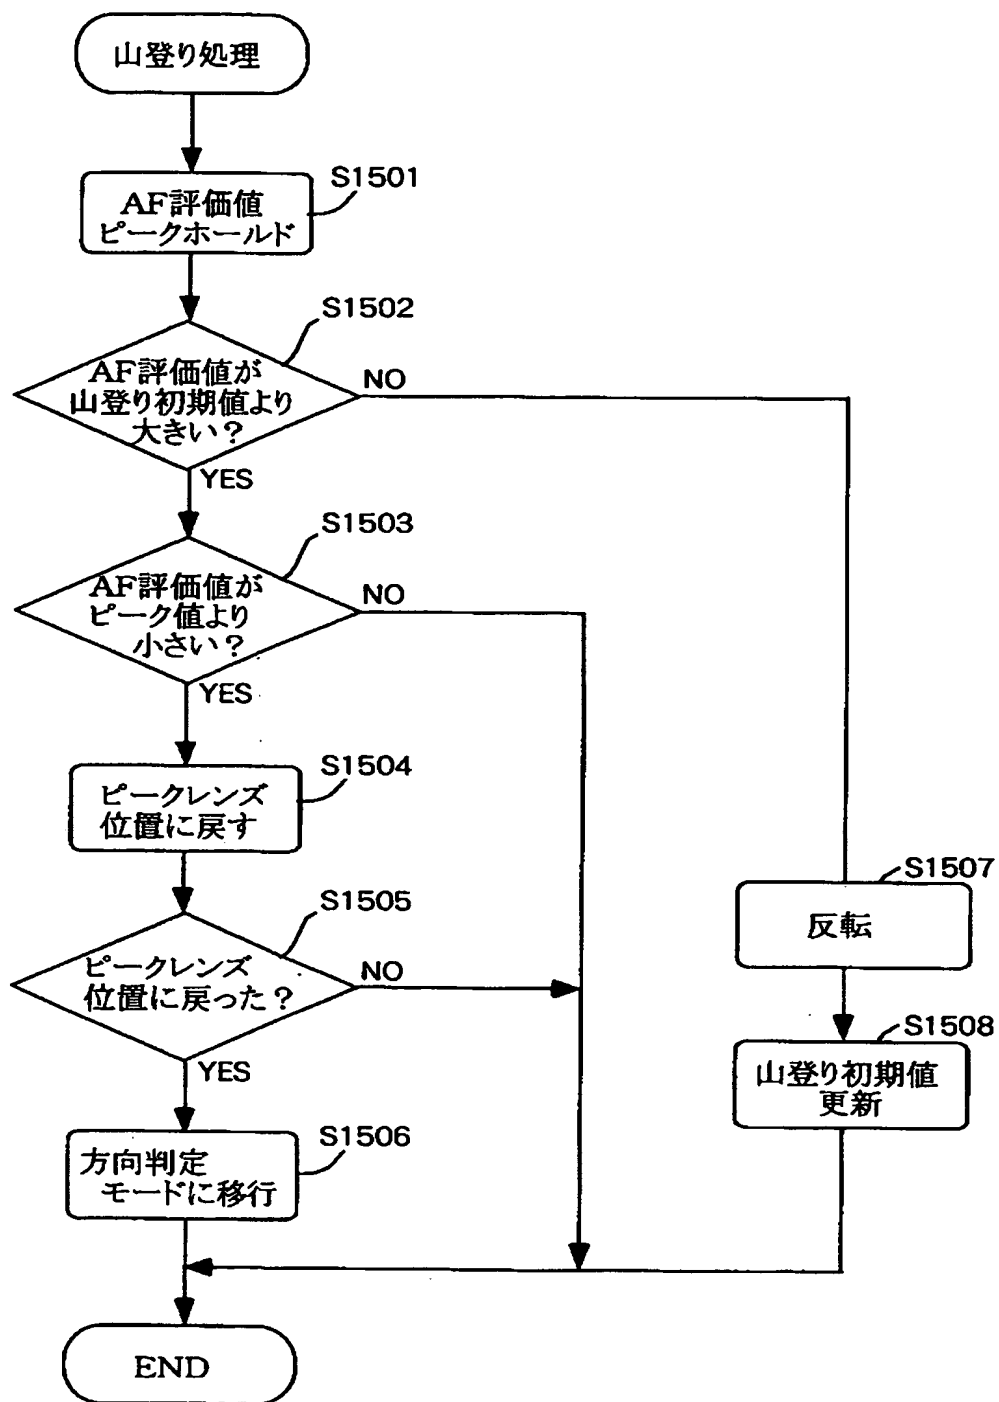 山登り処理
S1501
AF評価値
ピークホールド
S1502
AF評価値が
山登り初期値より
大きい？
NO
YES
S1503
AF評価値が
ピーク値より
小さい？
NO
YES
S1504
ピークレンズ
位置に戻す
S1505
ピークレンズ
位置に戻った？
NO
YES
S1506
方向判定
モードに移行
S1507
反転
S1508
山登り初期値
更新
END